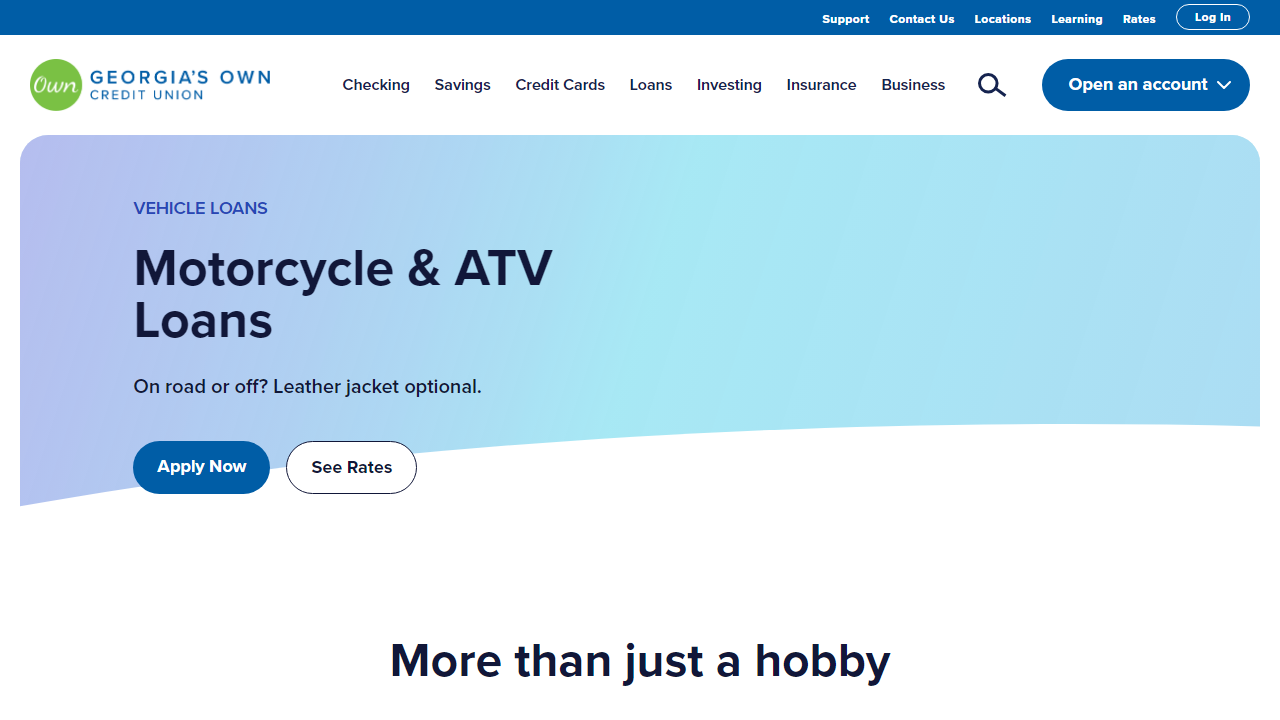 Support Contact Us Locations Learning Rates Log In
Own GEORGIA'S OWN
CREDIT UNION
Checking Savings Credit Cards Loans Investing Insurance Business Open an account
VEHICLE LOANS
Motorcycle & ATV
Loans
On road or off? Leather jacket optional.
Apply Now See Rates
More than just a hobby